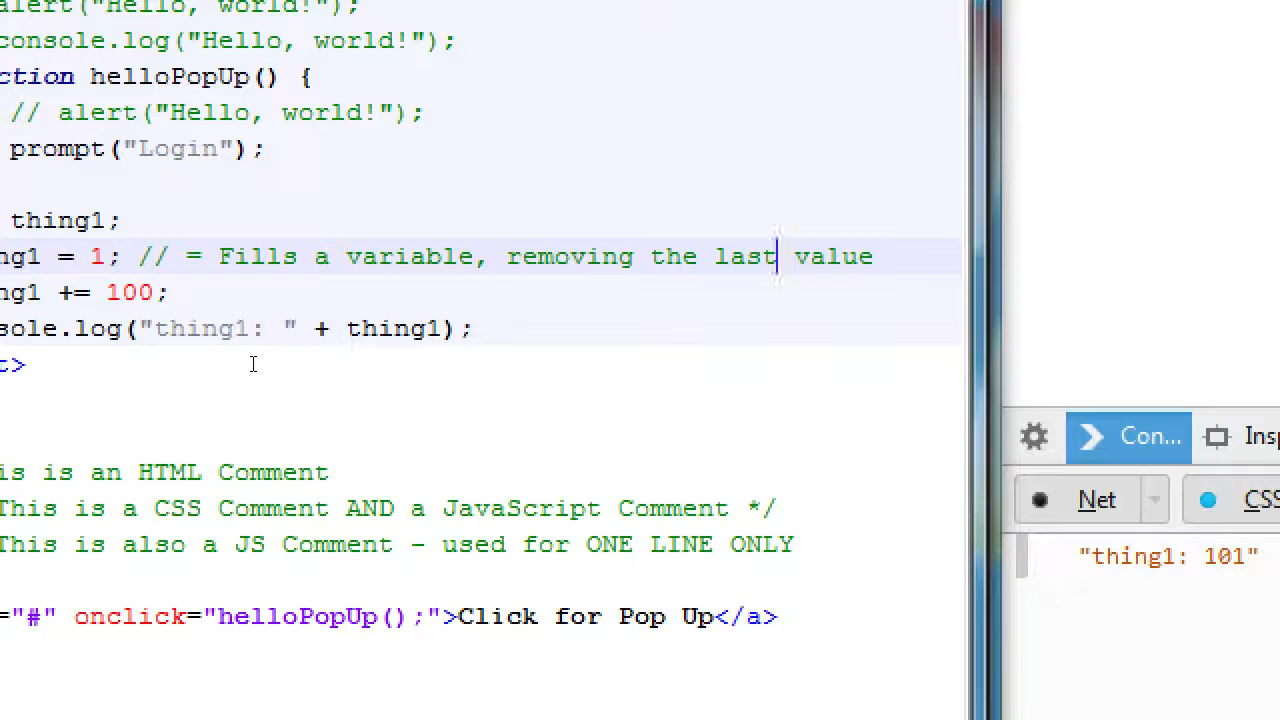 alert("Hello, world!");
console.log("Hello, world!");
ction helloPopUp() {
// alert("Hello, world!");
prompt("Login");
thing1;
ng1 = 1; // = Fills a variable, removing the last value
ng1 += 100;
sole.log("thing1: " + thing1);
t>
is is an HTML Comment
This is a CSS Comment AND a JavaScript Comment */
This is also a JS Comment - used for ONE LINE ONLY
="#" onclick="helloPopUp();">Click for Pop Up</a>
Con... Insp
Net CSS
"thing1: 101"